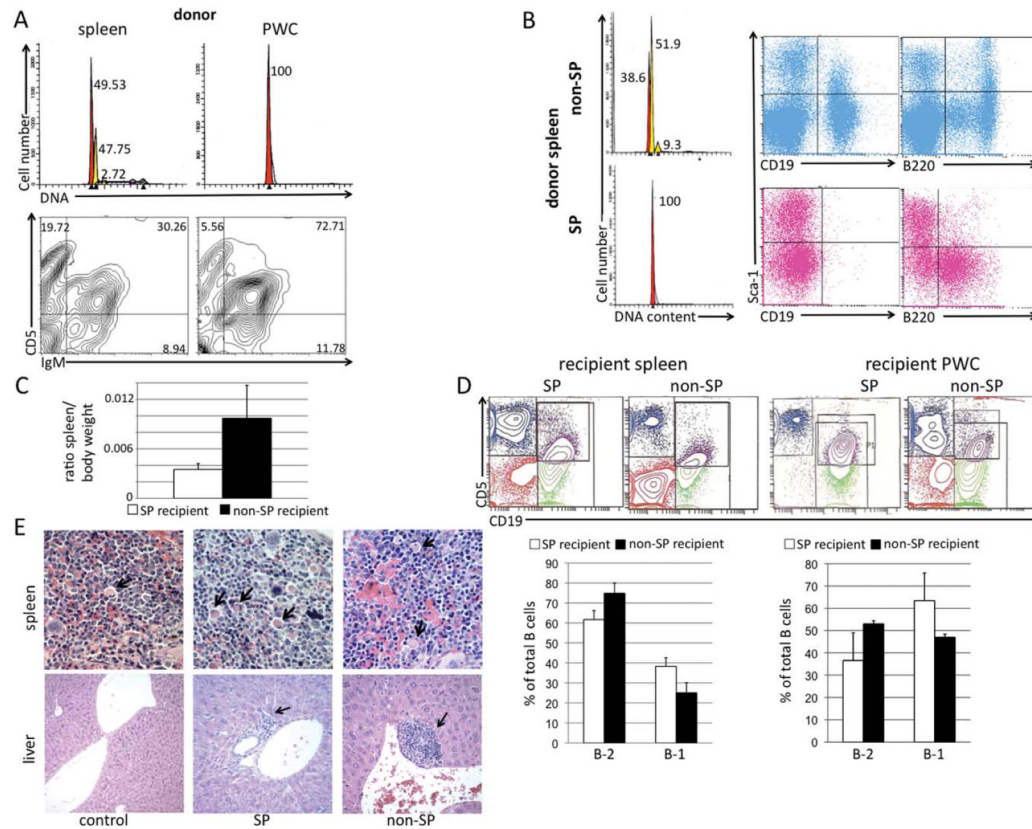 A
donor
spleen
PWC
Cell number
49.53
47.75
2.72
100
DNA
19.72
30.26
8.94
5.56
72.71
11.78
CD5
IgM
B
donor spleen
non-SP
SP
Cell number
38.6
51.9
9.3
100
DNA content
Sca-1
CD19
B220
CD19
B220
C
ratio spleen/
body weight
0.012
0.006
0
SP recipient
non-SP recipient
D
recipient spleen
recipient PWC
SP
non-SP
SP
non-SP
P1
CD5
CD19
SP recipient
non-SP recipient
% of total B cells
90
80
70
60
50
40
30
20
10
0
B-2
B-1
SP recipient
non-SP recipient
% of total B cells
80
70
60
50
40
30
20
10
0
B-2
B-1
E
spleen
liver
control
SP
non-SP